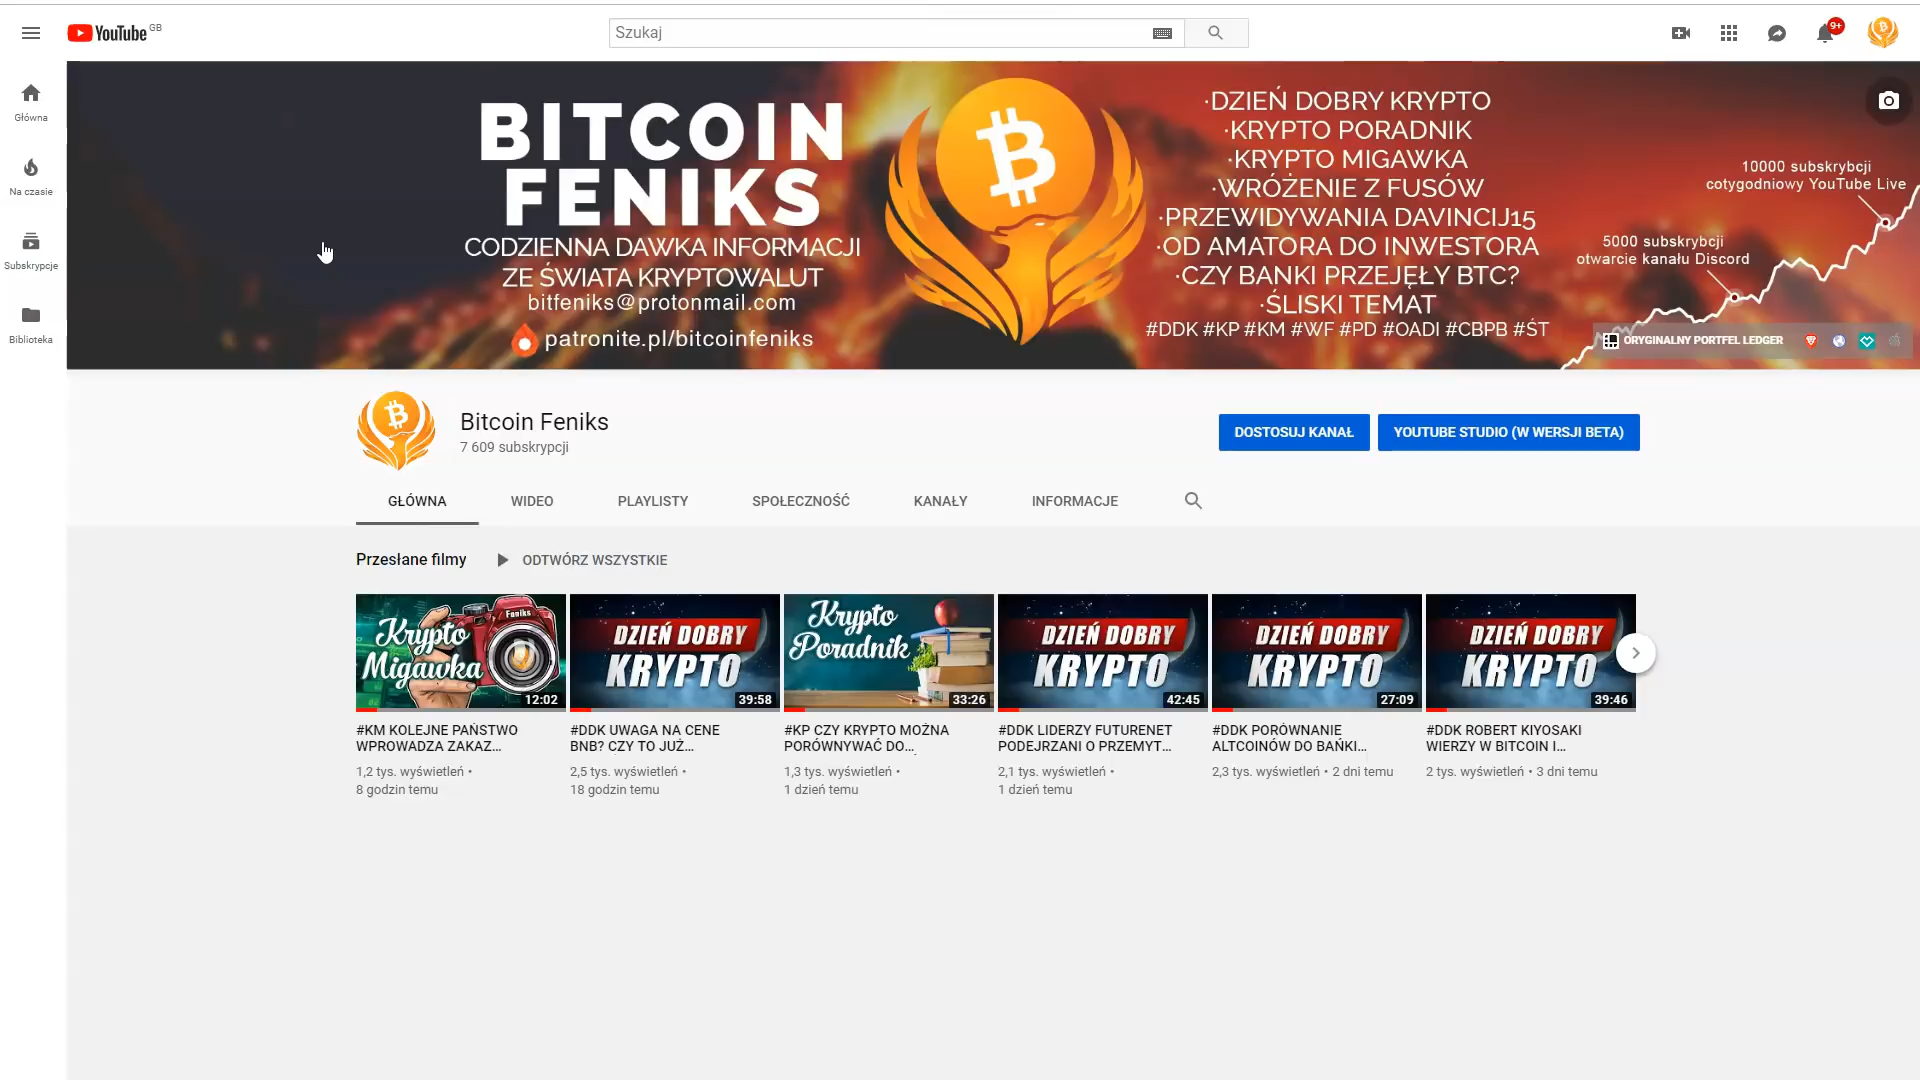 YouTube GB
Szukaj
9+
Główna
Na czasie
Subskrypcje
Biblioteka
BITCOIN
FENIKS
CODZIENNA DAWKA INFORMACJI
ZE ŚWIATA KRYPTOWALUT
bitfeniks@protonmail.com
patronite.pl/bitcoinfeniks
·DZIEŃ DOBRY KRYPTO
·KRYPTO PORADNIK
·KRYPTO MIGAWKA
·WRÓŻENIE Z FUSÓW
·PRZEWIDYWANIA DAVINCIJ15
·OD AMATORA DO INWESTORA
·CZY BANKI PRZEJĘŁY BTC?
·ŚLISKI TEMAT
#DDK #KP #KM #WF #PD #OADI #CBPB #ŚT
10000 subskrybcji
cotygodniowy YouTube Live
5000 subskrybcji
otwarcie kanału Discord
ORYGINALNY PORTFEL LEDGER
Bitcoin Feniks
7 609 subskrypcji
DOSTOSUJ KANAŁ
YOUTUBE STUDIO (W WERSJI BETA)
GŁÓWNA
WIDEO
PLAYLISTY
SPOŁECZNOŚĆ
KANAŁY
INFORMACJE
Przesłane filmy
ODTWÓRZ WSZYSTKIE
Feniks
Krypto
Migawka
12:02
#KM KOLEJNE PAŃSTWO
WPROWADZA ZAKAZ...
1,2 tys. wyświetleń •
8 godzin temu
DZIEŃ DOBRY
KRYPTO
39:58
#DDK UWAGA NA CENE
BNB? CZY TO JUŻ...
2,5 tys. wyświetleń •
18 godzin temu
Krypto
Poradnik
33:26
#KP CZY KRYPTO MOŻNA
PORÓWNYWAĆ DO...
1,3 tys. wyświetleń •
1 dzień temu
DZIEŃ DOBRY
KRYPTO
42:45
#DDK LIDERZY FUTURENET
PODEJRZANI O PRZEMYT...
2,1 tys. wyświetleń •
1 dzień temu
DZIEŃ DOBRY
KRYPTO
27:09
#DDK PORÓWNANIE
ALTCOINÓW DO BAŃKI...
2,3 tys. wyświetleń • 2 dni temu
DZIEŃ DOBRY
KRYPTO
39:46
#DDK ROBERT KIYOSAKI
WIERZY W BITCOIN I...
2 tys. wyświetleń • 3 dni temu